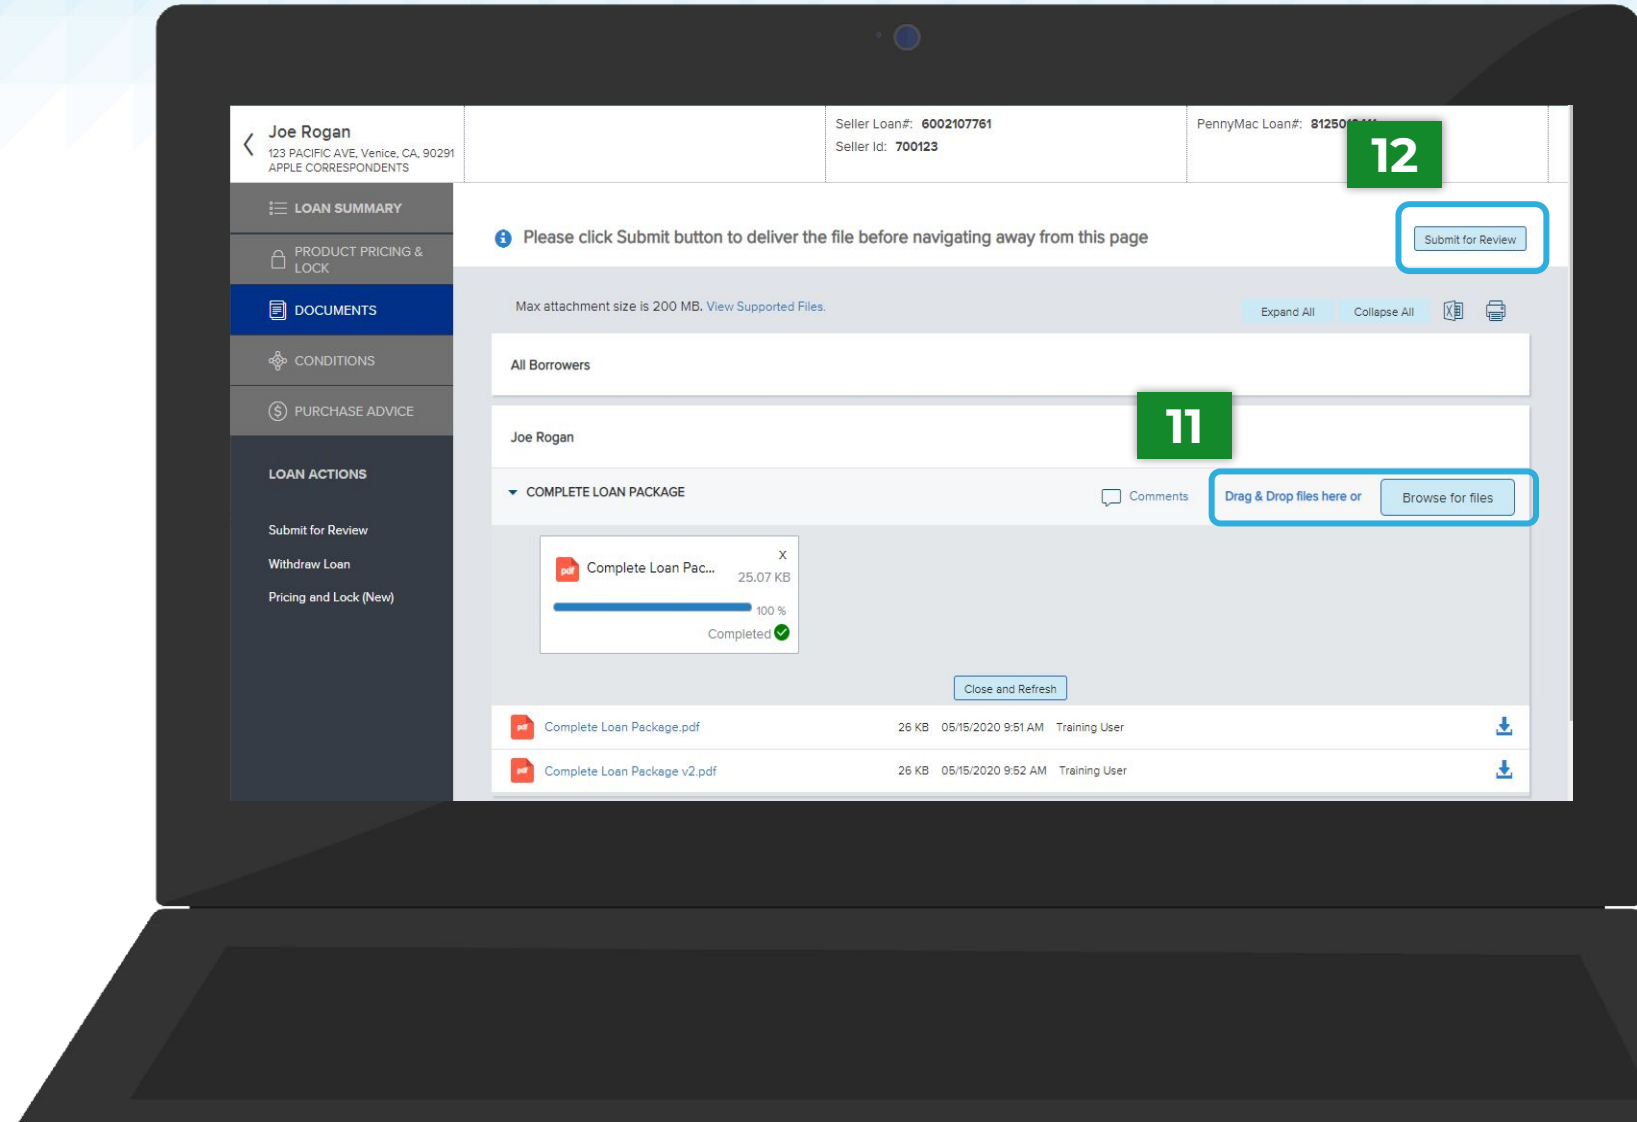 Joe Rogan
123 PACIFIC AVE, Venice, CA, 90291
APPLE CORRESPONDENTS
Seller Loan#: 6002107761
Seller Id: 700123
PennyMac Loan#:
12
LOAN SUMMARY
PRODUCT PRICING &
LOCK
DOCUMENTS
CONDITIONS
PURCHASE ADVICE
LOAN ACTIONS
Submit for Review
Withdraw Loan
Pricing and Lock (New)
Please click Submit button to deliver the file before navigating away from this page
Submit for Review
Max attachment size is 200 MB. View Supported Files.
Expand All
Collapse All
All Borrowers
11
Joe Rogan
COMPLETE LOAN PACKAGE
Comments
Drag & Drop files here or
Browse for files
pdf
Complete Loan Pac...
X
25.07 KB
100 %
Completed
Close and Refresh
pdf
Complete Loan Package.pdf
26 KB 05/15/2020 9:51 AM Training User
pdf
Complete Loan Package v2.pdf
26 KB 05/15/2020 9:52 AM Training User